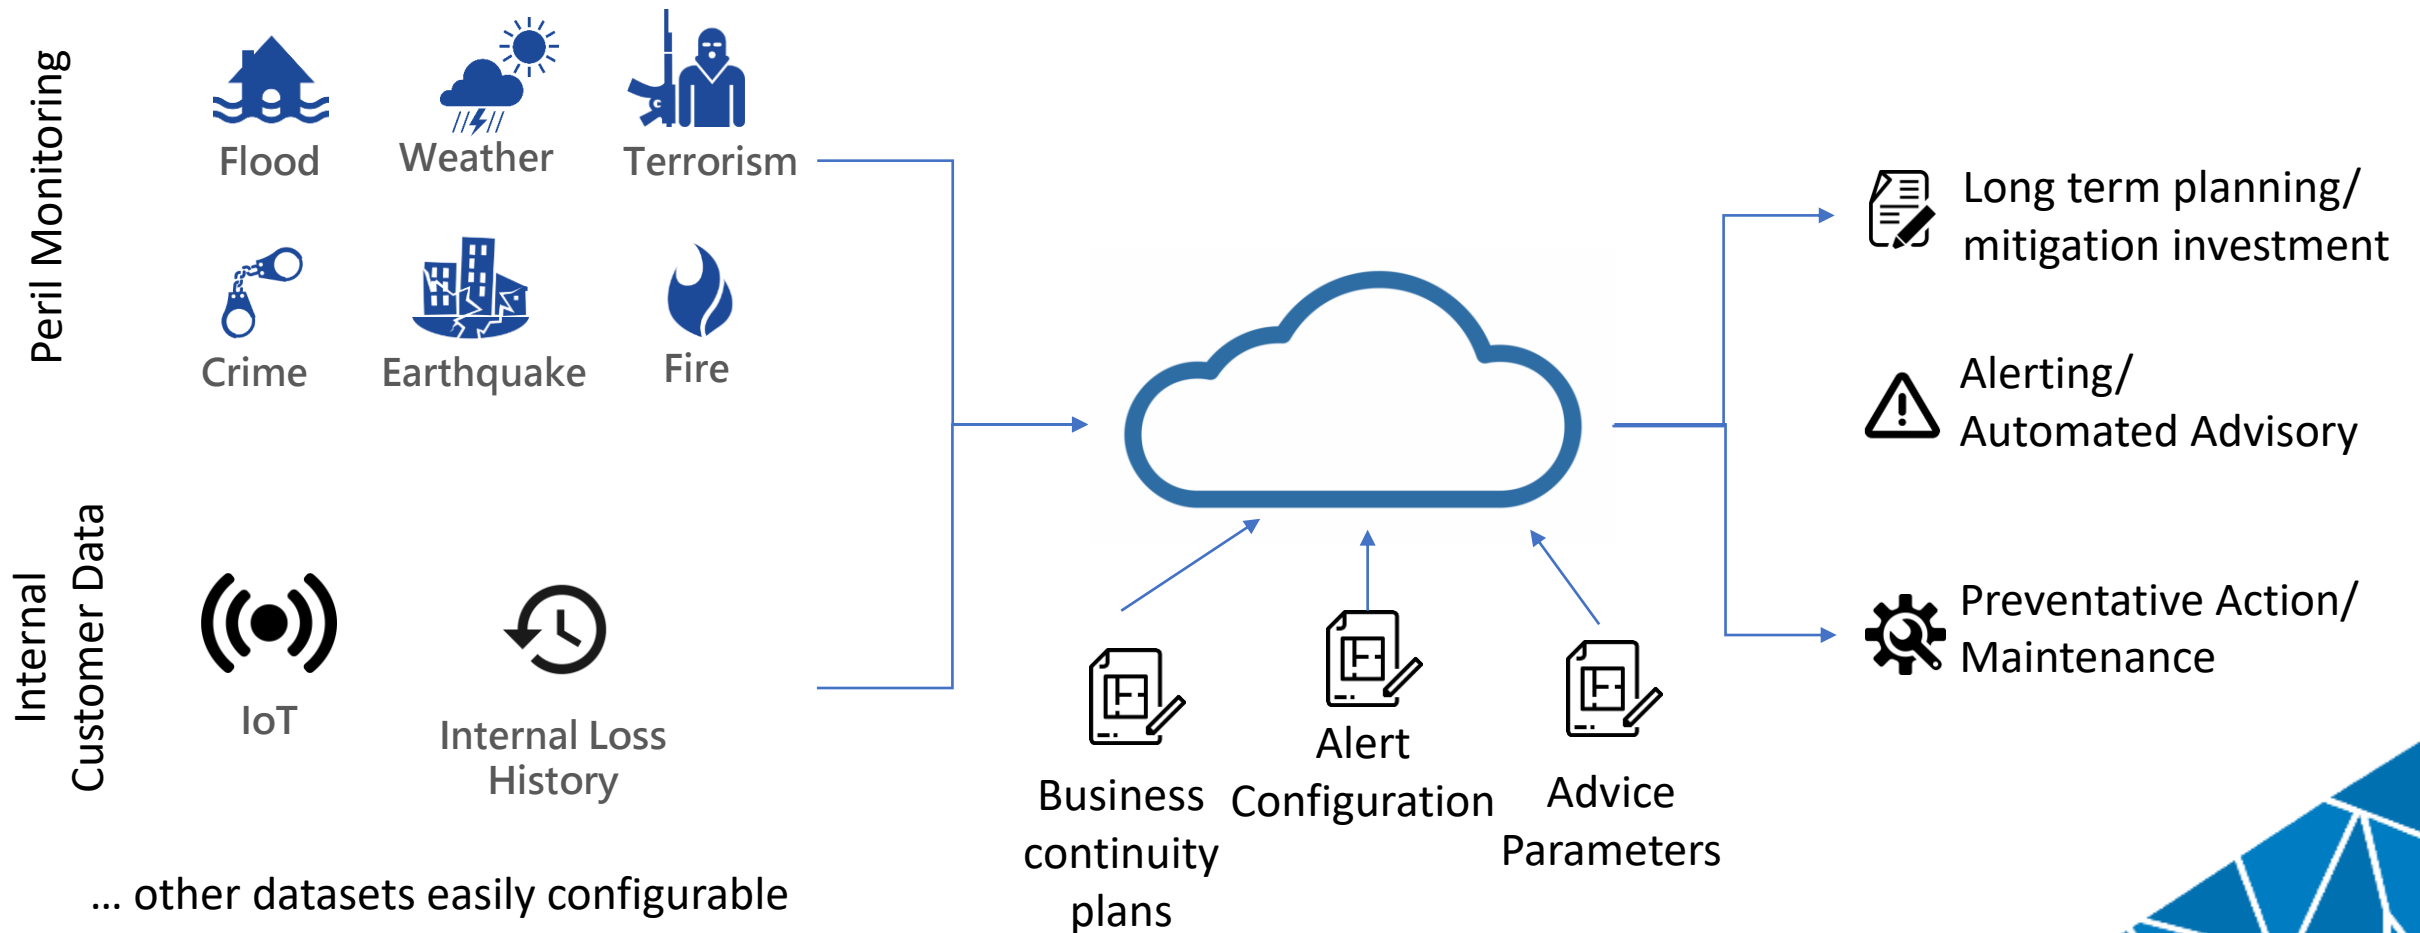 Peril Monitoring
Flood
Weather
Terrorism
Crime
Earthquake
Fire
Internal
Customer Data
IoT
Internal Loss
History
... other datasets easily configurable
Business
continuity
plans
Alert
Configuration
Advice
Parameters
Long term planning/
mitigation investment
Alerting/
Automated Advisory
Preventative Action/
Maintenance